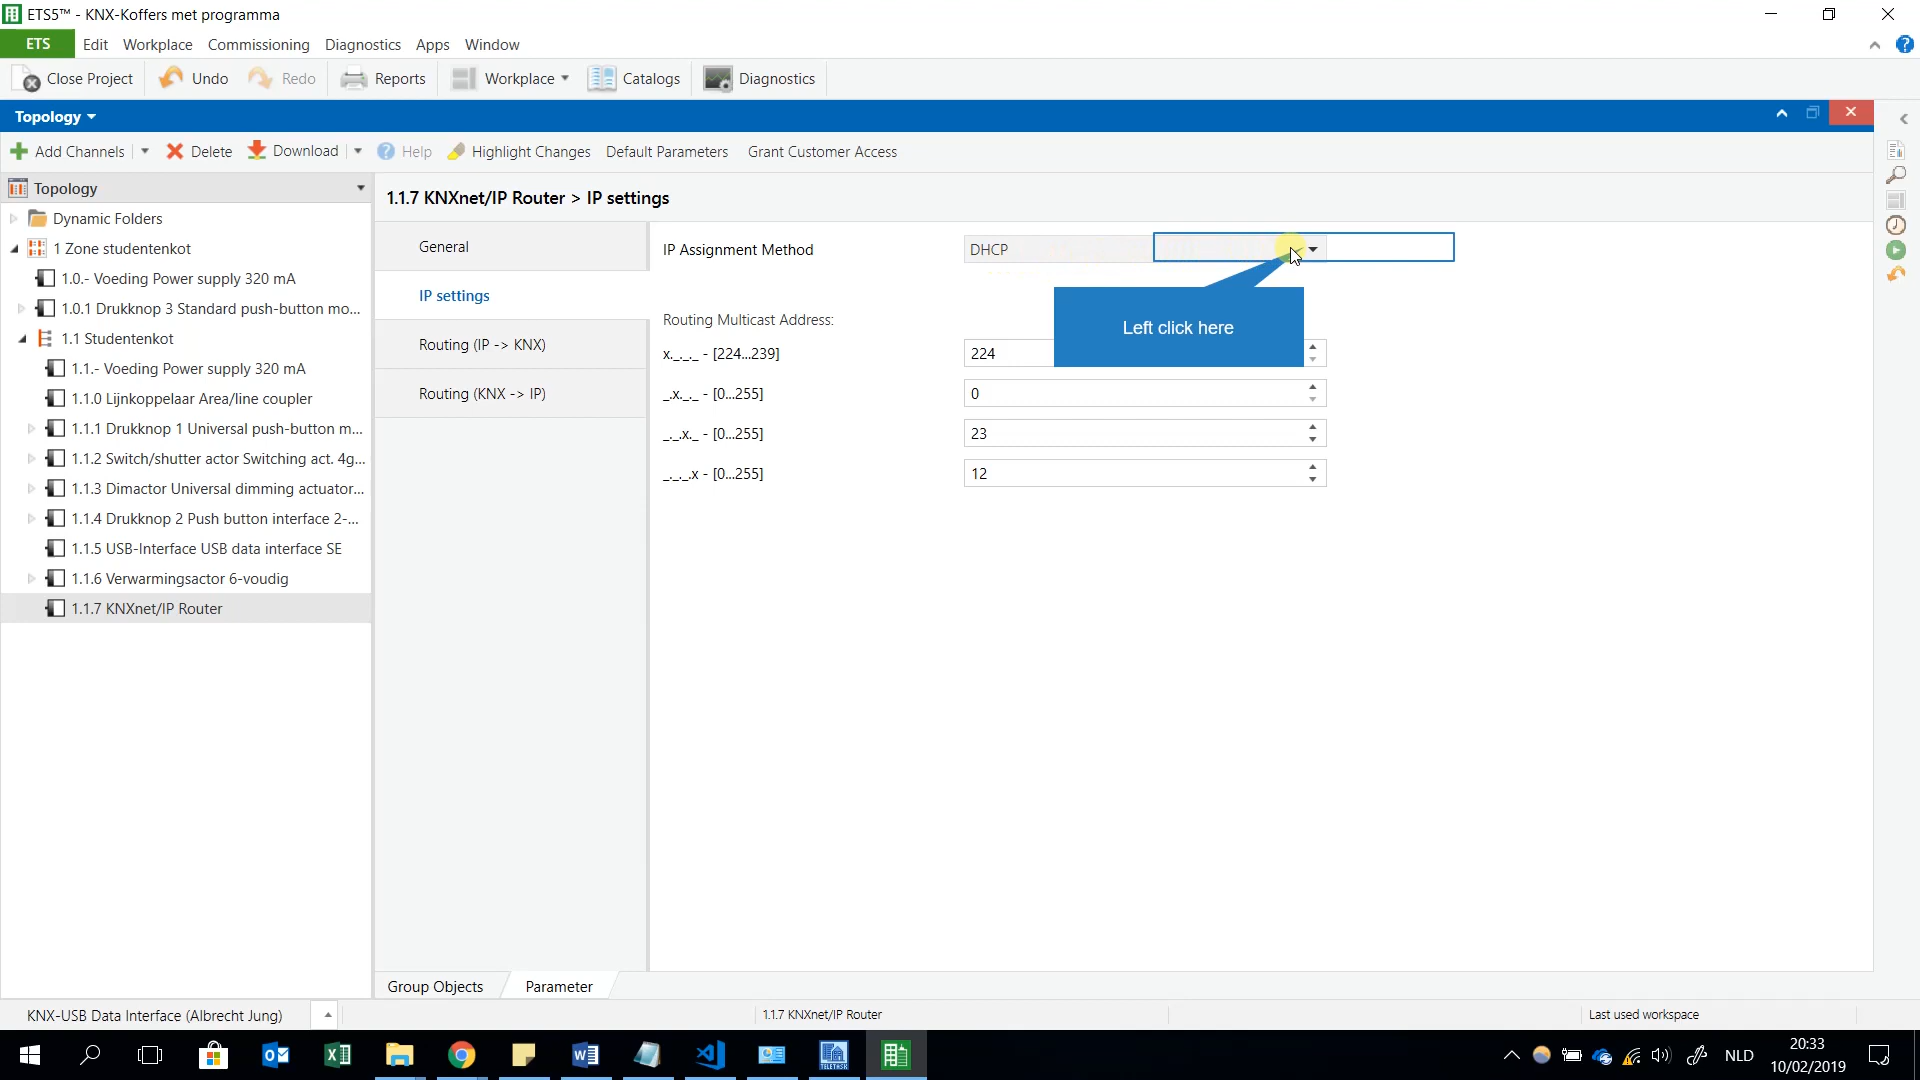 ETS5™ - KNX-Koffers met programma
ETS Edit Workplace Commissioning Diagnostics Apps Window
Close Project Undo Redo Reports Workplace Catalogs Diagnostics
Topology
Add Channels Delete Download Help Highlight Changes Default Parameters Grant Customer Access
Topology
Dynamic Folders
1 Zone studentenkot
1.0.- Voeding Power supply 320 mA
1.0.1 Drukknop 3 Standard push-button mo...
1.1 Studentenkot
1.1.- Voeding Power supply 320 mA
1.1.0 Lijnkoppelaar Area/line coupler
1.1.1 Drukknop 1 Universal push-button m...
1.1.2 Switch/shutter actor Switching act. 4g...
1.1.3 Dimactor Universal dimming actuator...
1.1.4 Drukknop 2 Push button interface 2-...
1.1.5 USB-Interface USB data interface SE
1.1.6 Verwarmingsactor 6-voudig
1.1.7 KNXnet/IP Router
1.1.7 KNXnet/IP Router > IP settings
General
IP settings
Routing (IP -> KNX)
Routing (KNX -> IP)
IP Assignment Method DHCP
Left click here
Routing Multicast Address:
x._._._ - [224...239] 224
_.x._._ - [0...255] 0
_._.x._ - [0...255] 23
_._._.x - [0...255] 12
Group Objects Parameter
KNX-USB Data Interface (Albrecht Jung) 1.1.7 KNXnet/IP Router Last used workspace
TELETASK
NLD
20:33
10/02/2019